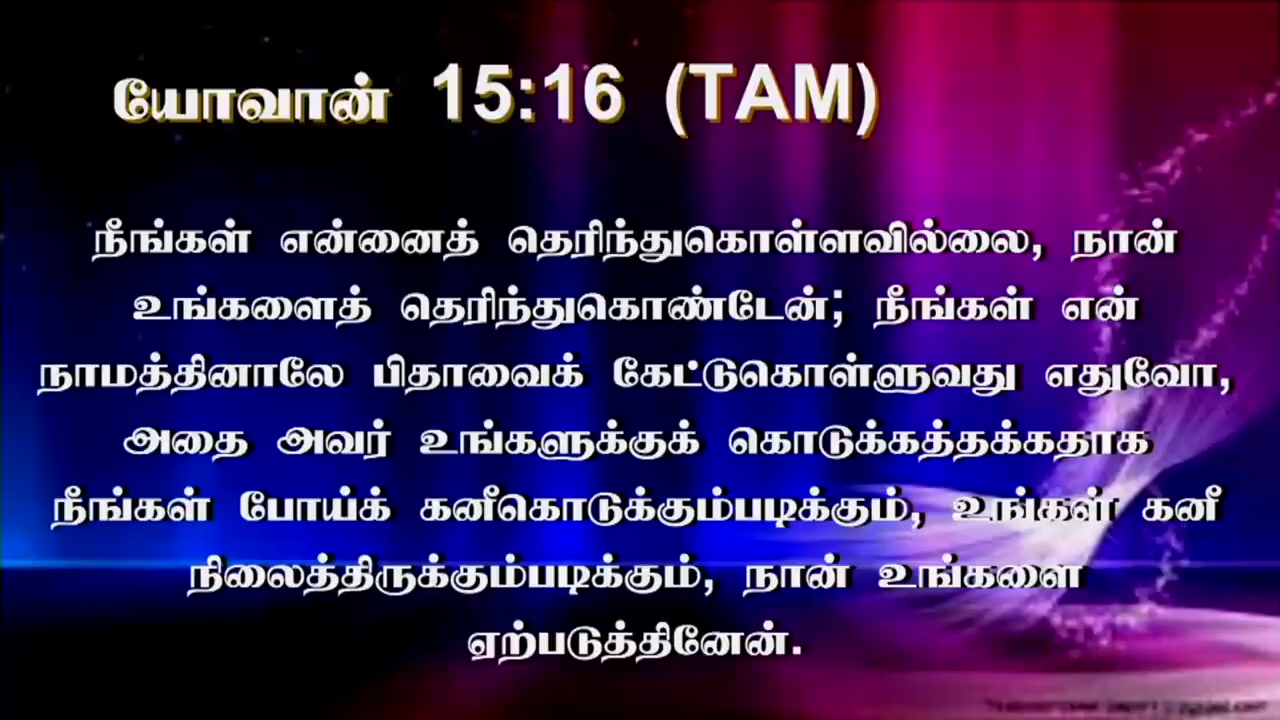 யோவான் 15:16 (TAM)
நீங்கள் என்னைத் தெரிந்துகொள்ளவில்லை, நான்
உங்களைத் தெரிந்துகொண்டேன்; நீங்கள் என்
நாமத்தினாலே பிதாவைக் கேட்டுகொள்ளுவது எதுவோ,
அதை அவர் உங்களுக்குக் கொடுக்கத்தக்கதாக
நீங்கள் போய்க் கனீகொடுக்கும்படிக்கும், உங்கள் கனீ
நிலைத்திருக்கும்படிக்கும், நான் உங்களை
ஏற்படுத்தினேன்.